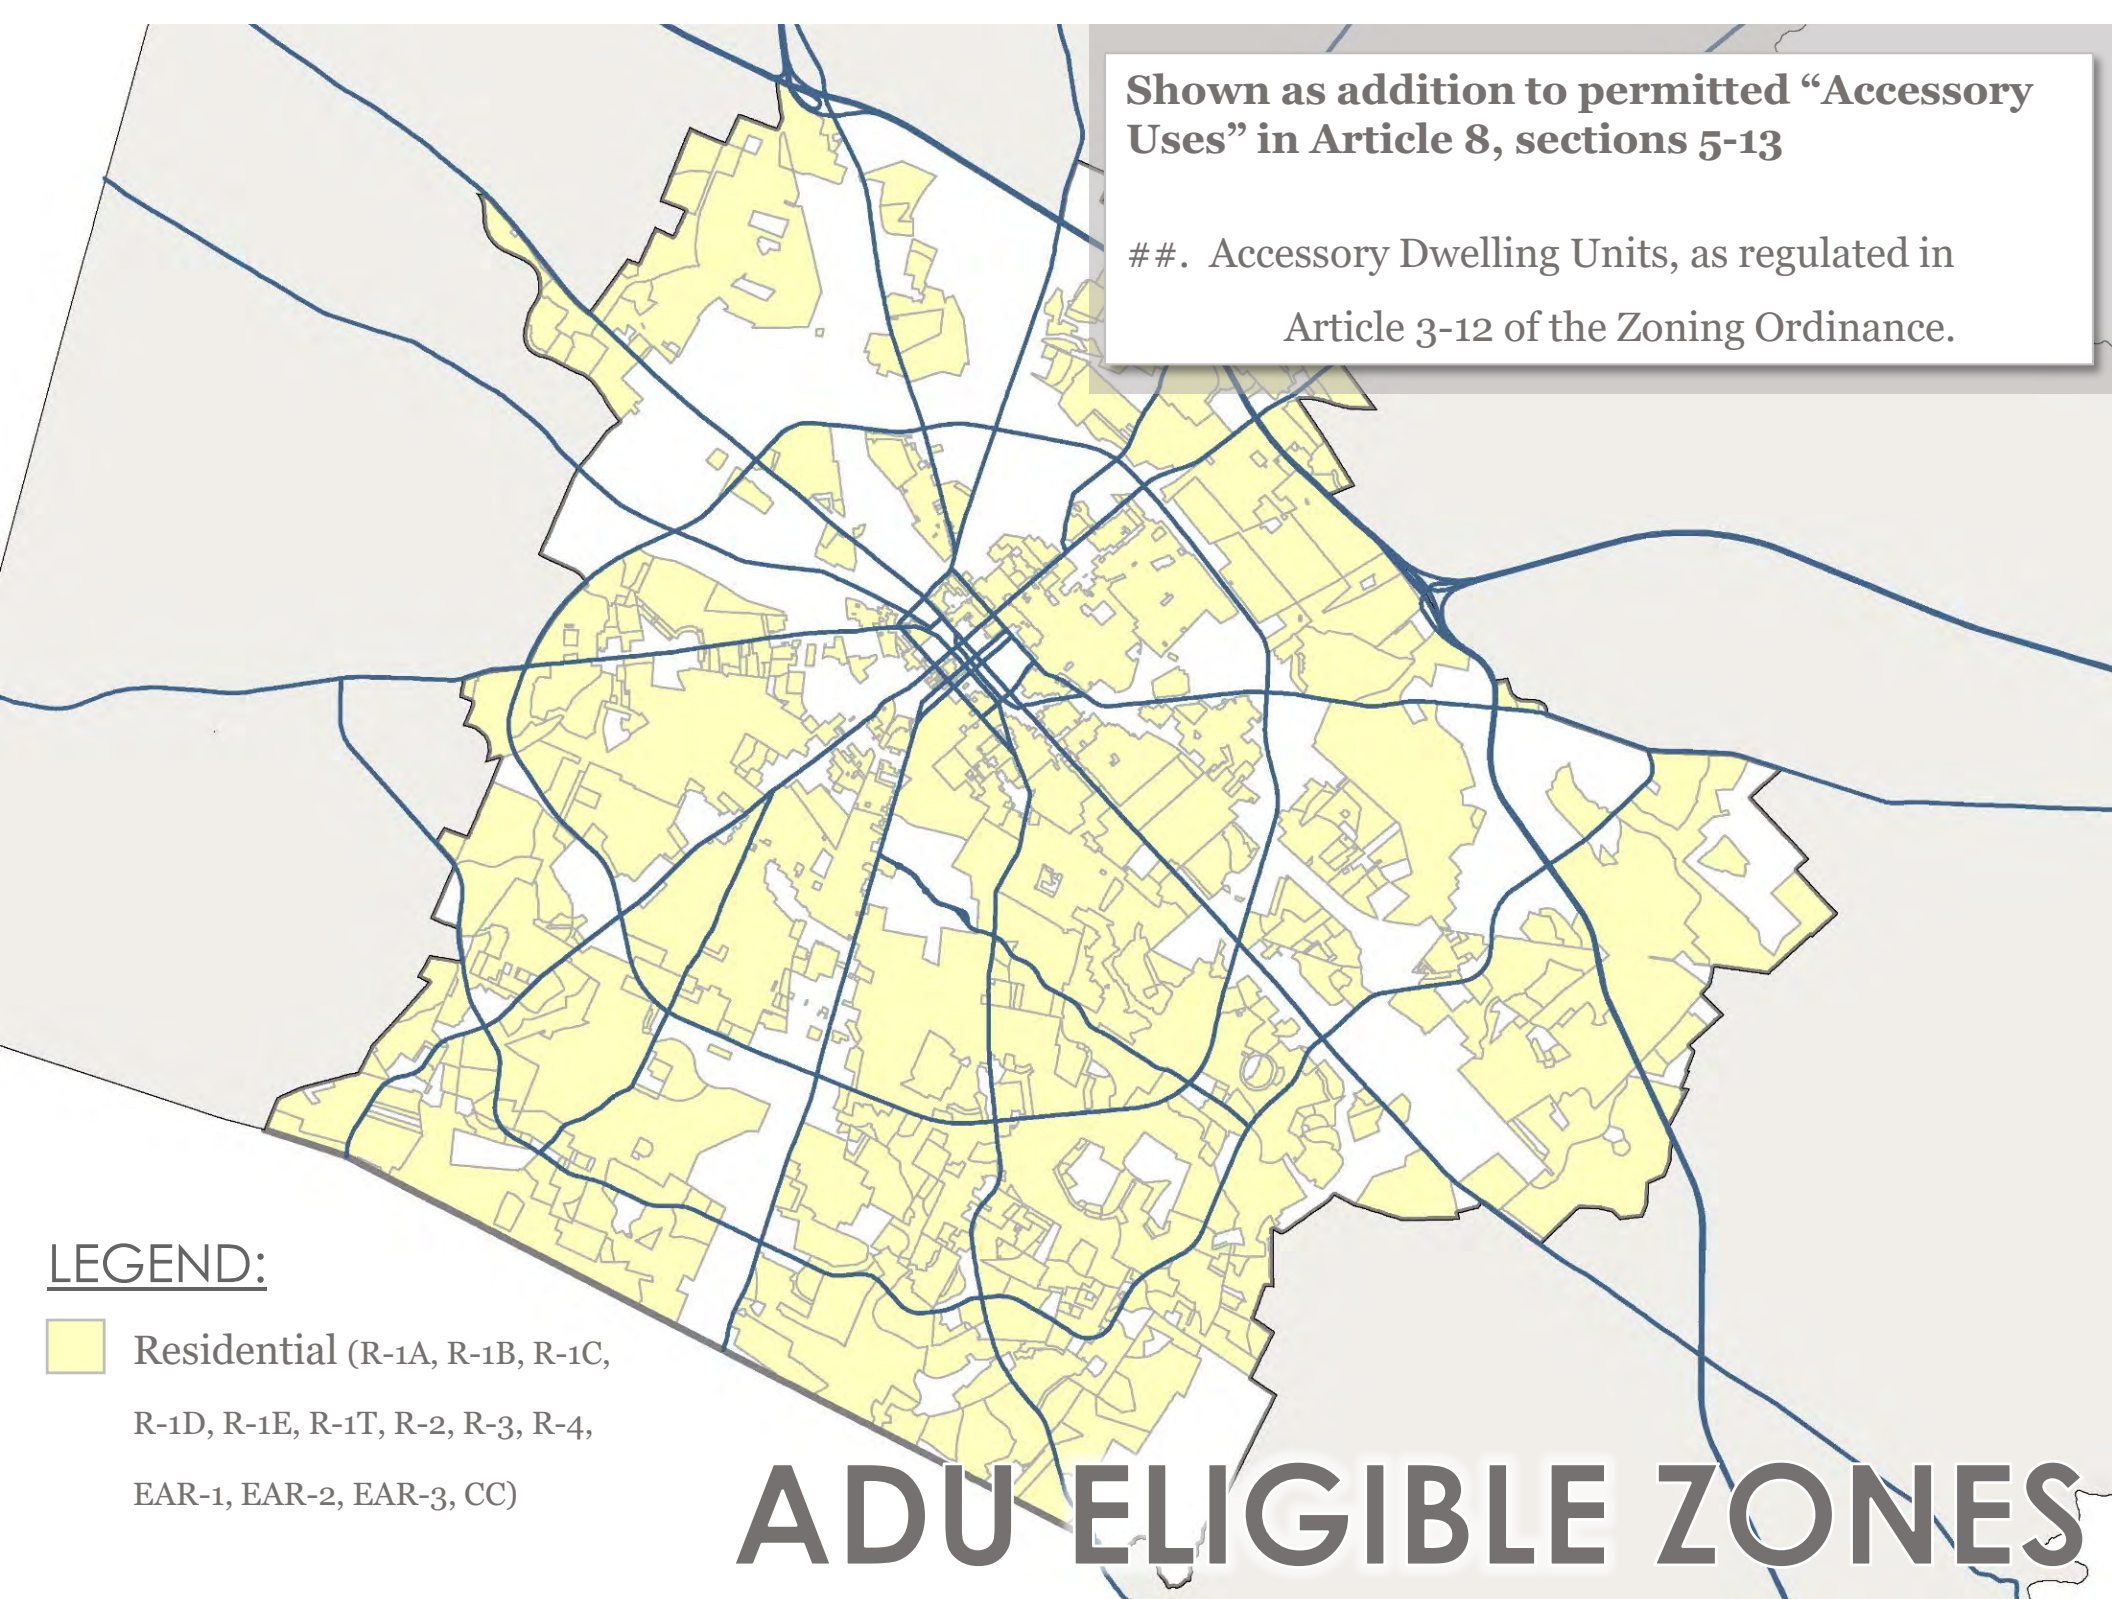 Shown as addition to permitted “Accessory
Uses” in Article 8, sections 5-13
##. Accessory Dwelling Units, as regulated in
Article 3-12 of the Zoning Ordinance.
LEGEND:
Residential (R-1A, R-1B, R-1C,
R-1D, R-1E, R-1T, R-2, R-3, R-4,
EAR-1, EAR-2, EAR-3, CC)
ADU ELIGIBLE ZONES